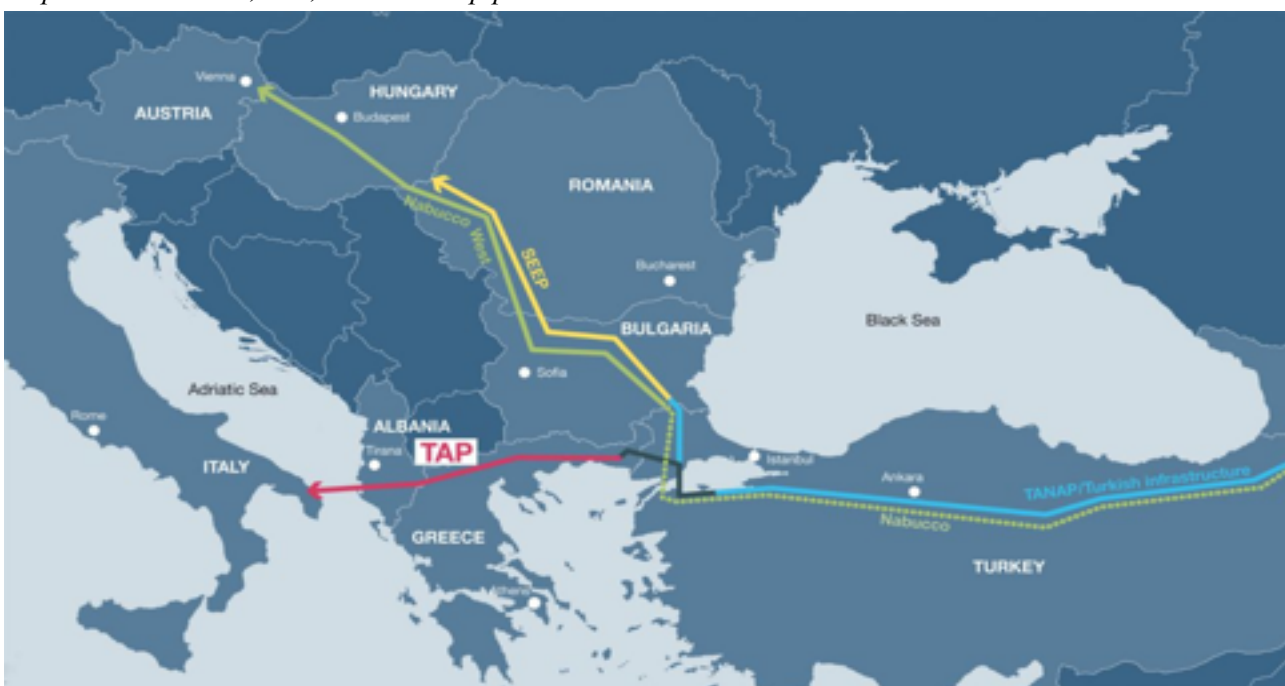 Vienna
HUNGARY
AUSTRIA
Budapest
ROMANIA
Nabucco West
SEEP
Bucharest
BULGARIA
Black Sea
Sofia
Adriatic Sea
Rome
ALBANIA
TAP
Tirana
ITALY
Istanbul
Ankara
TANAP/Turkish infrastructure
Nabucco
GREECE
TURKEY
Athens